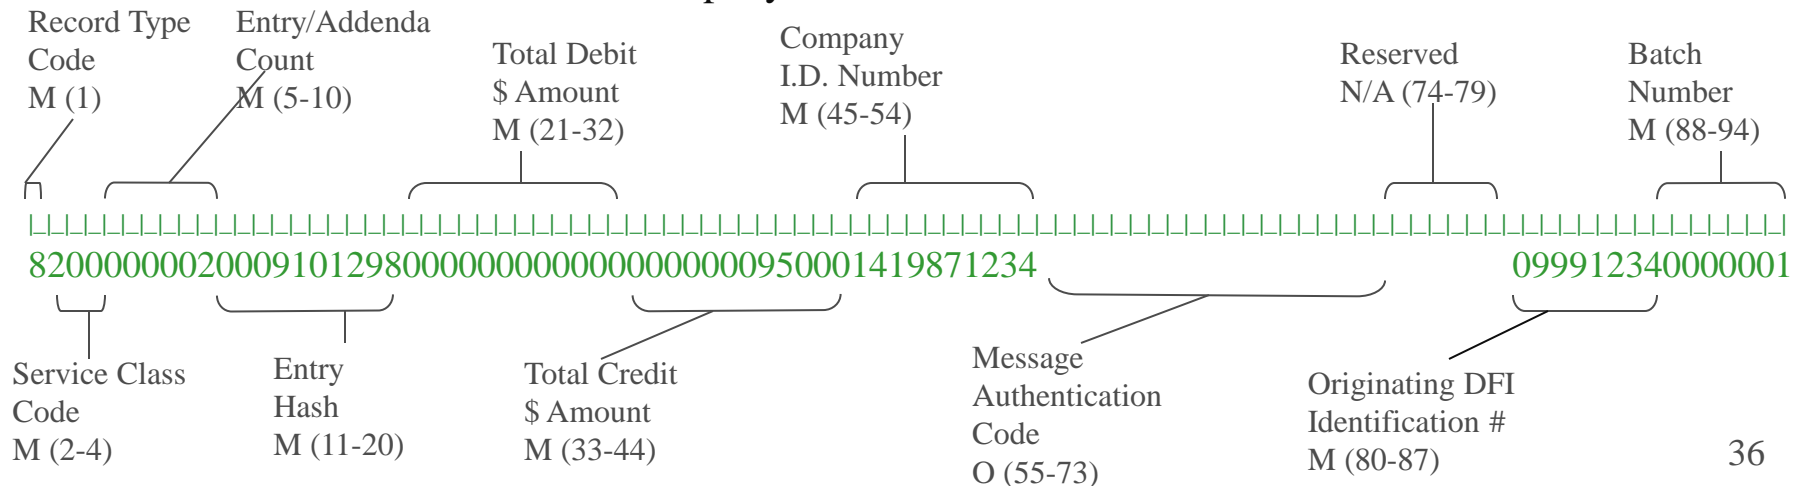 Record Type
Code
M (1)
Entry/Addenda
Count
M (5-10)
Total Debit
$ Amount
M (21-32)
Company
I.D. Number
M (45-54)
Reserved
N/A (74-79)
Batch
Number
M (88-94)
820000000200091012980000000000000000000950001419871234 099912340000001
Service Class
Code
M (2-4)
Entry
Hash
M (11-20)
Total Credit
$ Amount
M (33-44)
Message
Authentication
Code
O (55-73)
Originating DFI
Identification #
M (80-87)
36